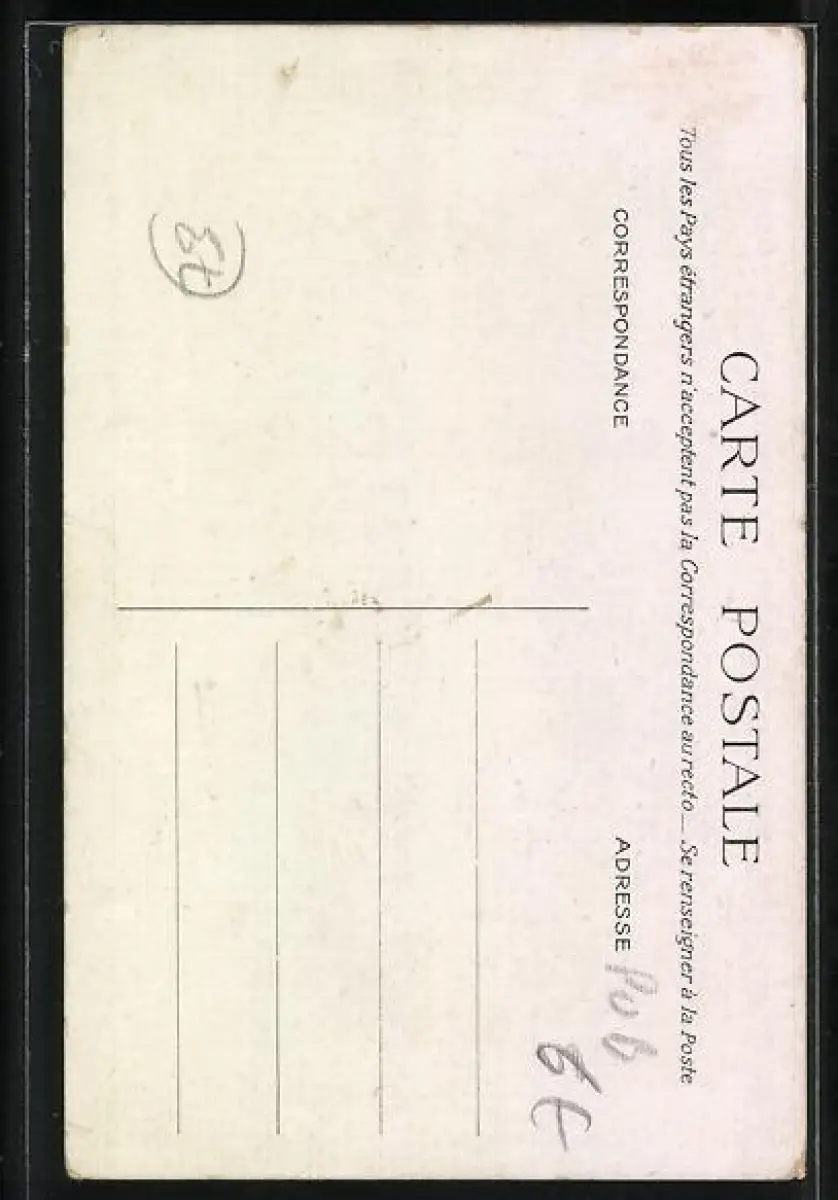 CARTE POSTALE
Tous les Pays étrangers n'acceptent pas la Correspondance au recto — Se renseigner à la Poste
CORRESPONDANCE
ADRESSE
Pub